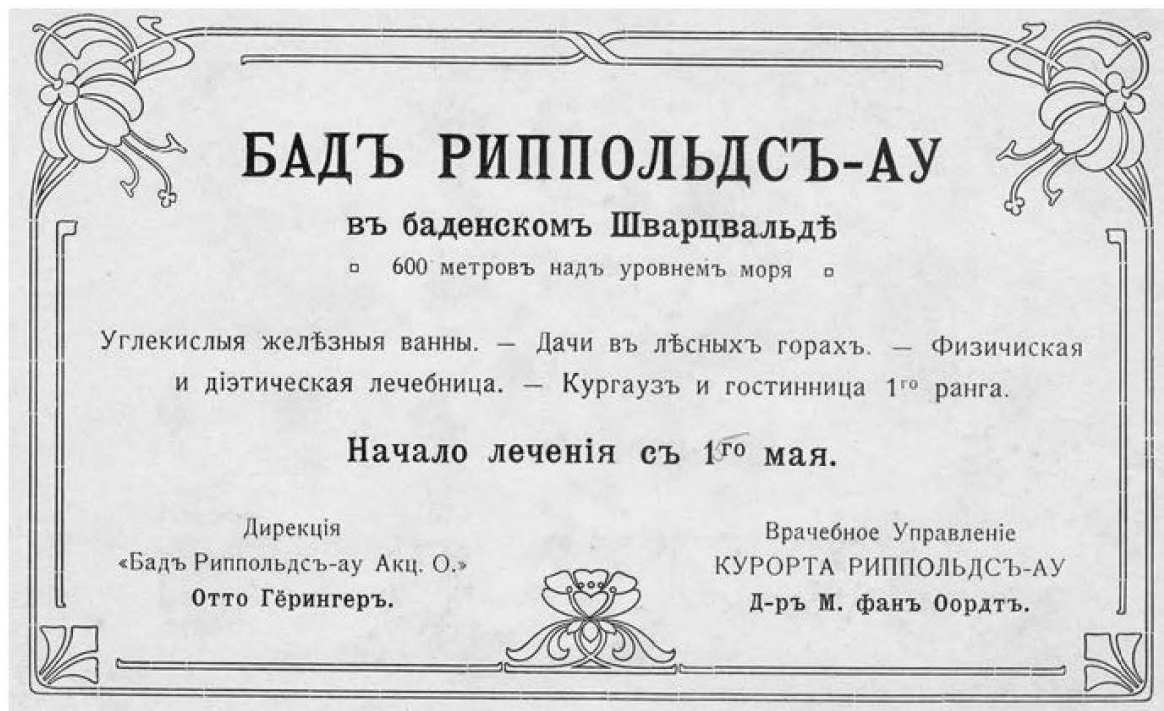 БАДЪ РИППОЛЬДСЪ-АУ
въ баденскомъ Шварцвальдѣ
600 метровъ надъ уровнемъ моря
Углекислыя желѣзныя ванны. — Дачи въ лѣсныхъ горахъ. — Физичиская
и діэтическая лечебница. — Кургаузъ и гостинница 1го ранга.
Начало леченія съ 1го мая.
Дирекція
«Бадъ Риппольдсъ-ау Акц. О.»
Отто Гёрингеръ.
Врачебное Управленіе
КУРОРТА РИППОЛЬДСЪ-АУ
Д-ръ М. фанъ Оордтъ.